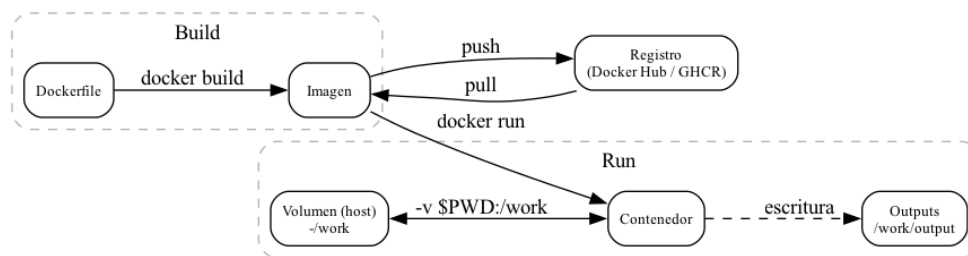 Build
push
Registro
(Docker Hub / GHCR)
Dockerfile
docker build
Imagen
pull
docker run
Run
Volumen (host)
-/work
-v $PWD:/work
Contenedor
escritura
Outputs
/work/output